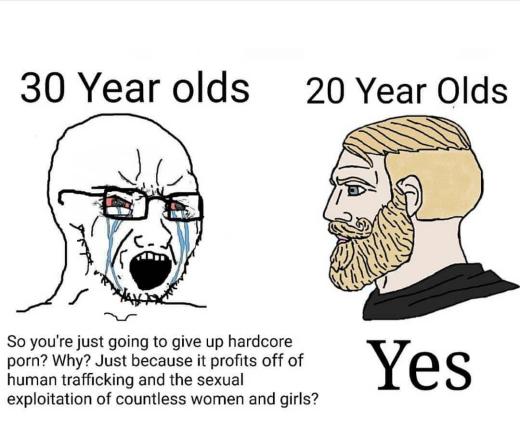 30 Year olds
20 Year Olds
So you're just going to give up hardcore
porn? Why? Just because it profits off of
human trafficking and the sexual
exploitation of countless women and girls?
Yes